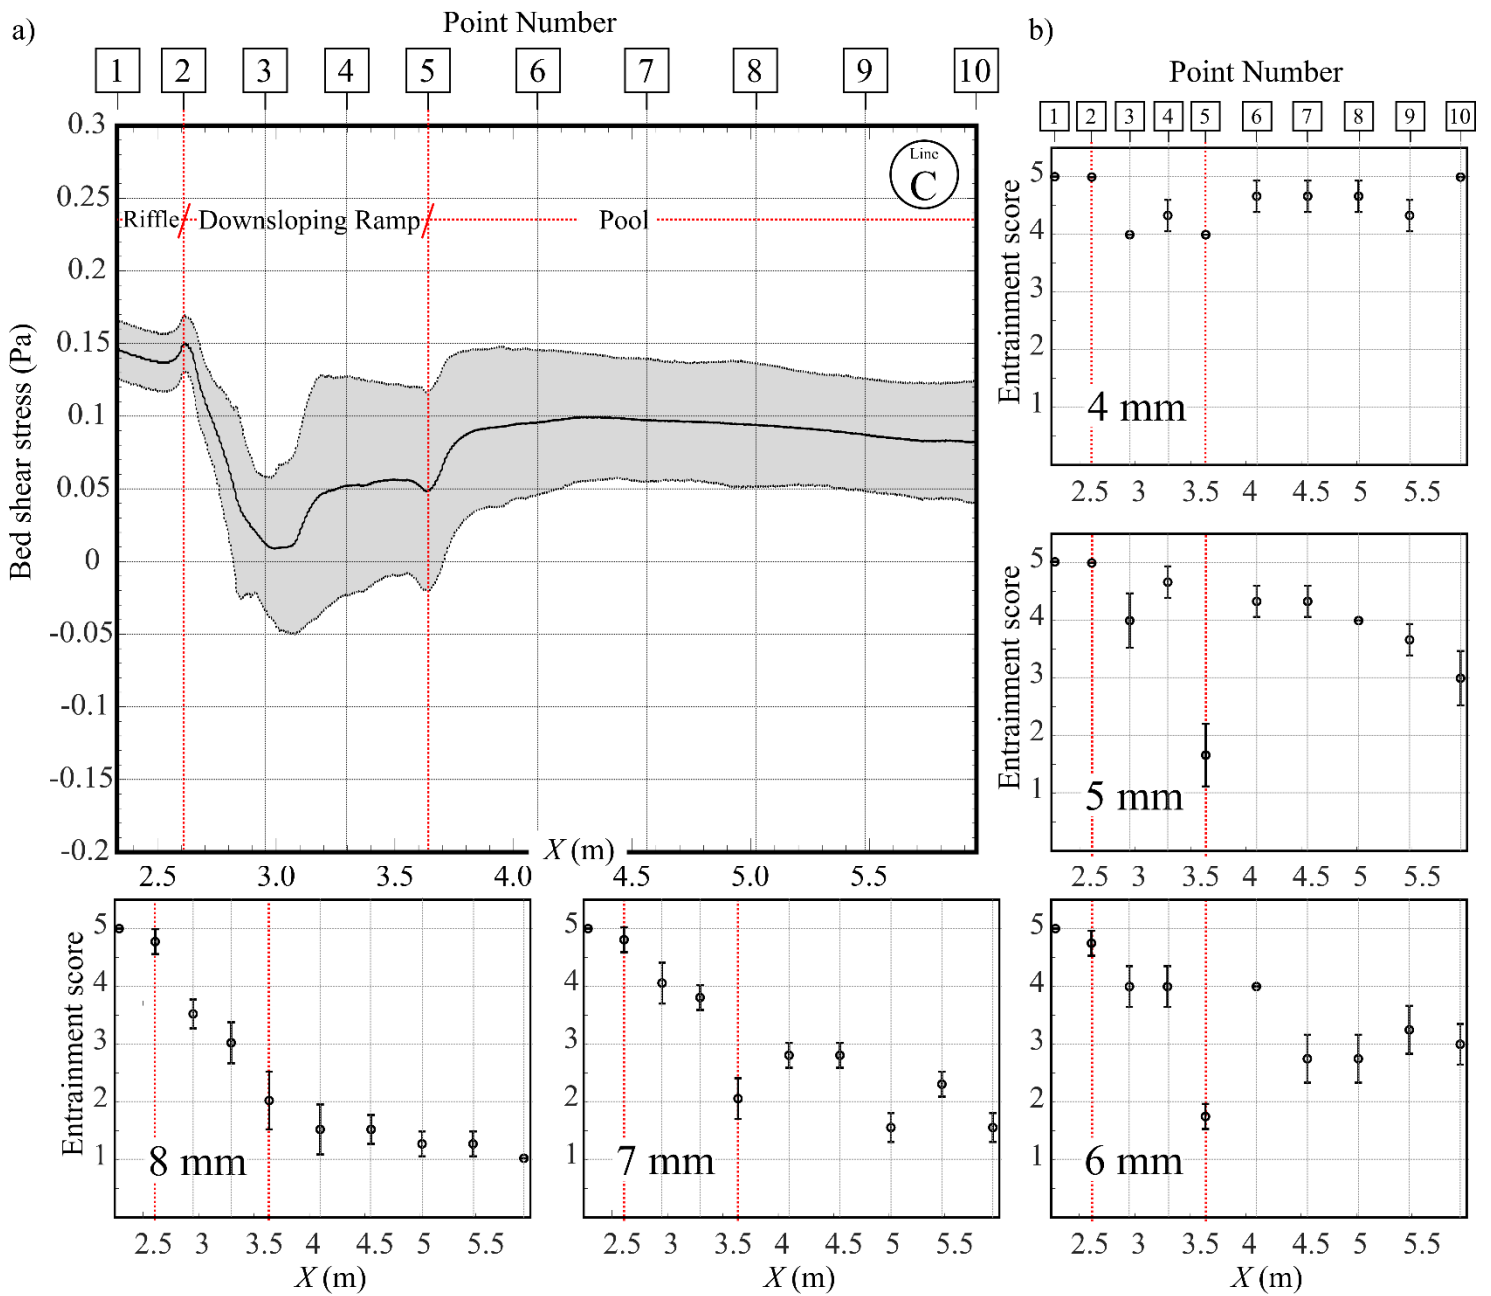 a)
Point Number
1 2 3 4 5 6 7 8 9 10
0.3
0.25
0.2
0.15
0.1
0.05
0
-0.05
-0.1
-0.15
-0.2
Bed shear stress (Pa)
Line
C
Riffle Downsloping Ramp Pool
X (m)
2.5 3.0 3.5 4.0 4.5 5.0 5.5
b)
Point Number
1 2 3 4 5 6 7 8 9 10
Entrainment score
5
4
3
2
1
4 mm
2.5 3 3.5 4 4.5 5 5.5
Entrainment score
5
4
3
2
1
5 mm
2.5 3 3.5 4 4.5 5 5.5
Entrainment score
5
4
3
2
1
8 mm
2.5 3 3.5 4 4.5 5 5.5
X (m)
5
4
3
2
1
7 mm
2.5 3 3.5 4 4.5 5 5.5
X (m)
5
4
3
2
1
6 mm
2.5 3 3.5 4 4.5 5 5.5
X (m)